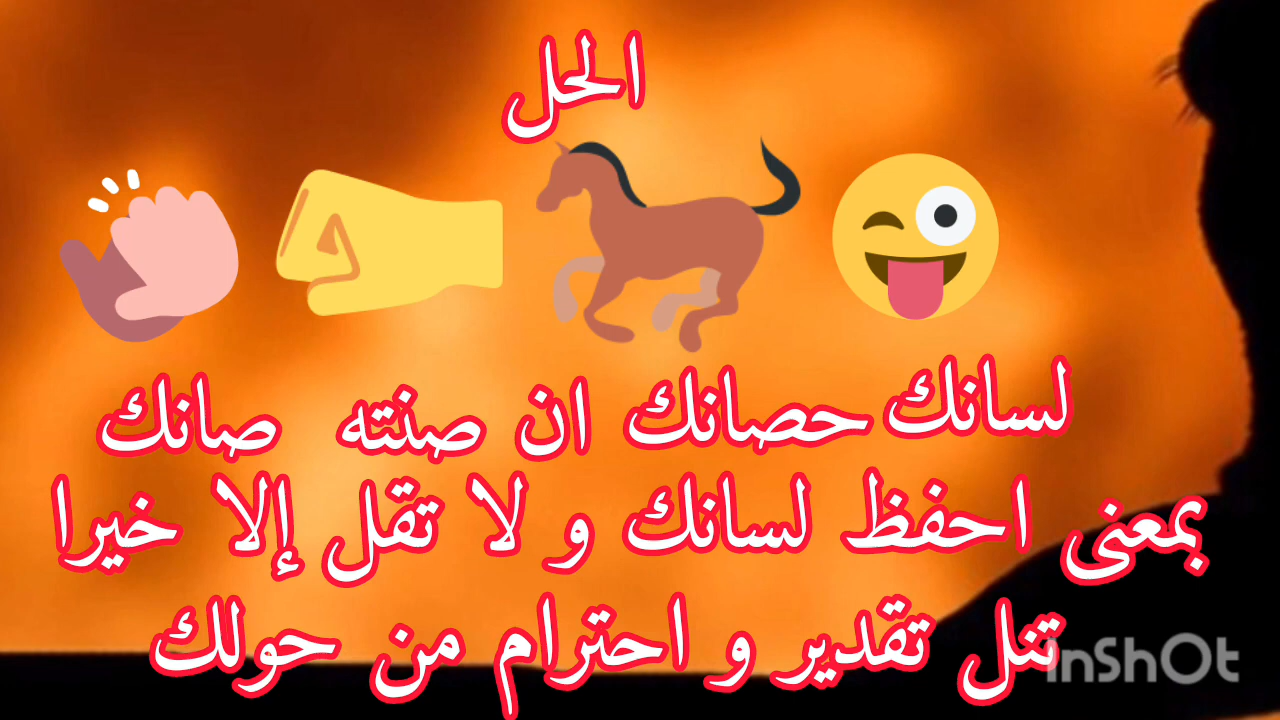 الحل
لسانك حصانك ان صنته صانك
بمعنى احفظ لسانك و لا تقل إلا خيرا
تنل تقدير و احترام من حولك
InShOt